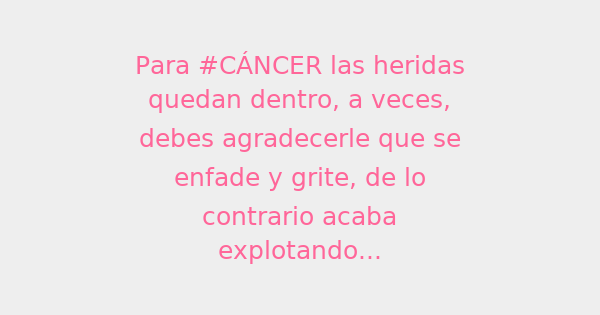 Para #CÁNCER las heridas
quedan dentro, a veces,
debes agradecerle que se
enfade y grite, de lo
contrario acaba
explotando...